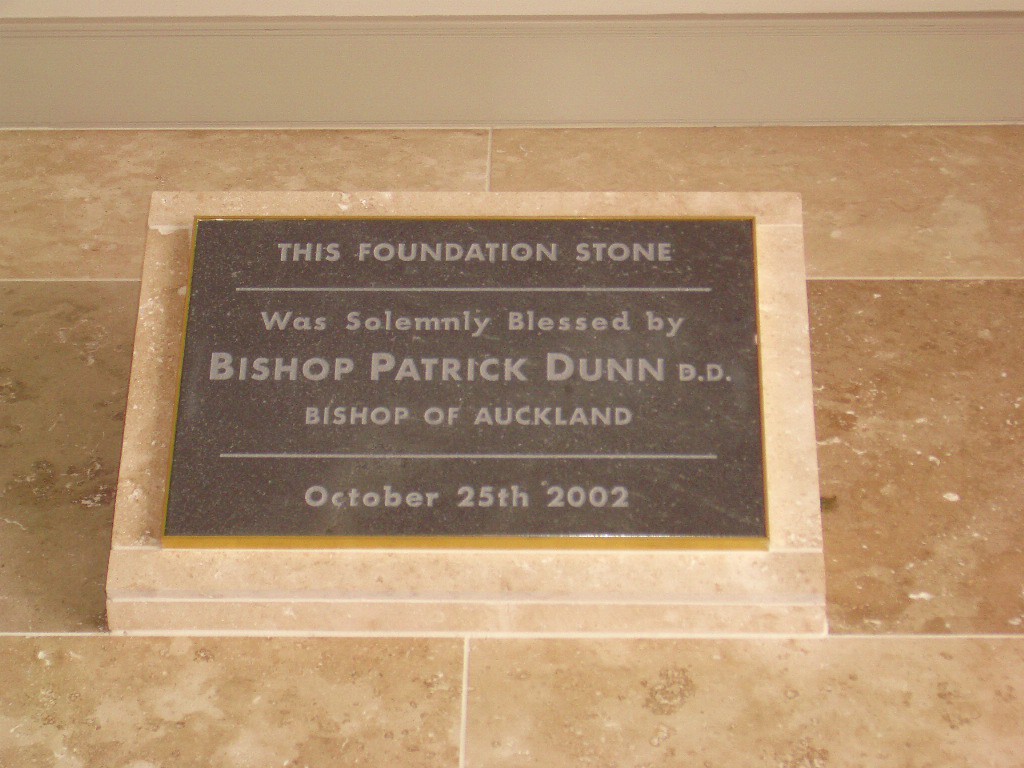 THIS FOUNDATION STONE
Was Solemnly Blessed by
BISHOP PATRICK DUNN D.D.
BISHOP OF AUCKLAND
October 25th 2002